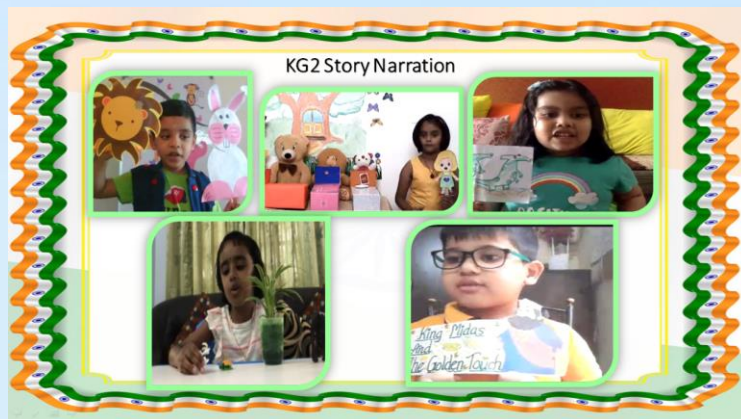 KG2 Story Narration
King Midas
And
the Golden Touch